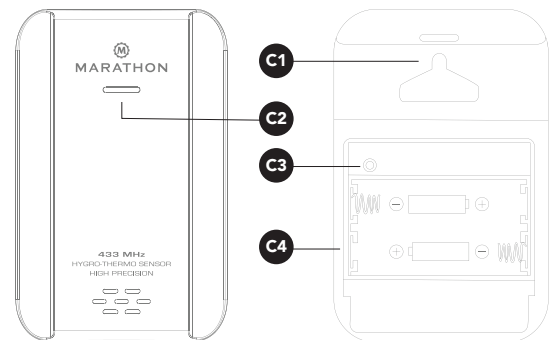 MARATHON
433 MHz
HYGRO-THERMO SENSOR
HIGH PRECISION
C1
C2
C3
C4